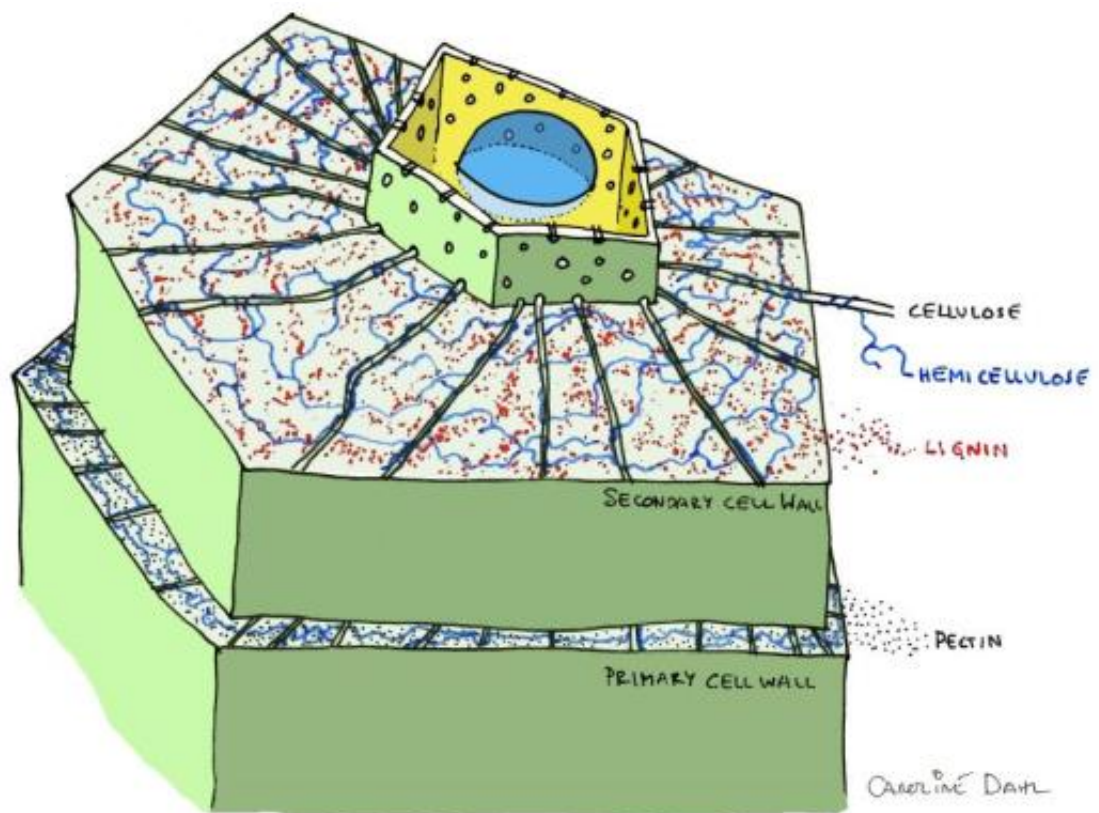 CELLULOSE
HEMICELLULOSE
LIGNIN
SECONDARY CELL WALL
PECTIN
PRIMARY CELL WALL
CAROLINE DAHL